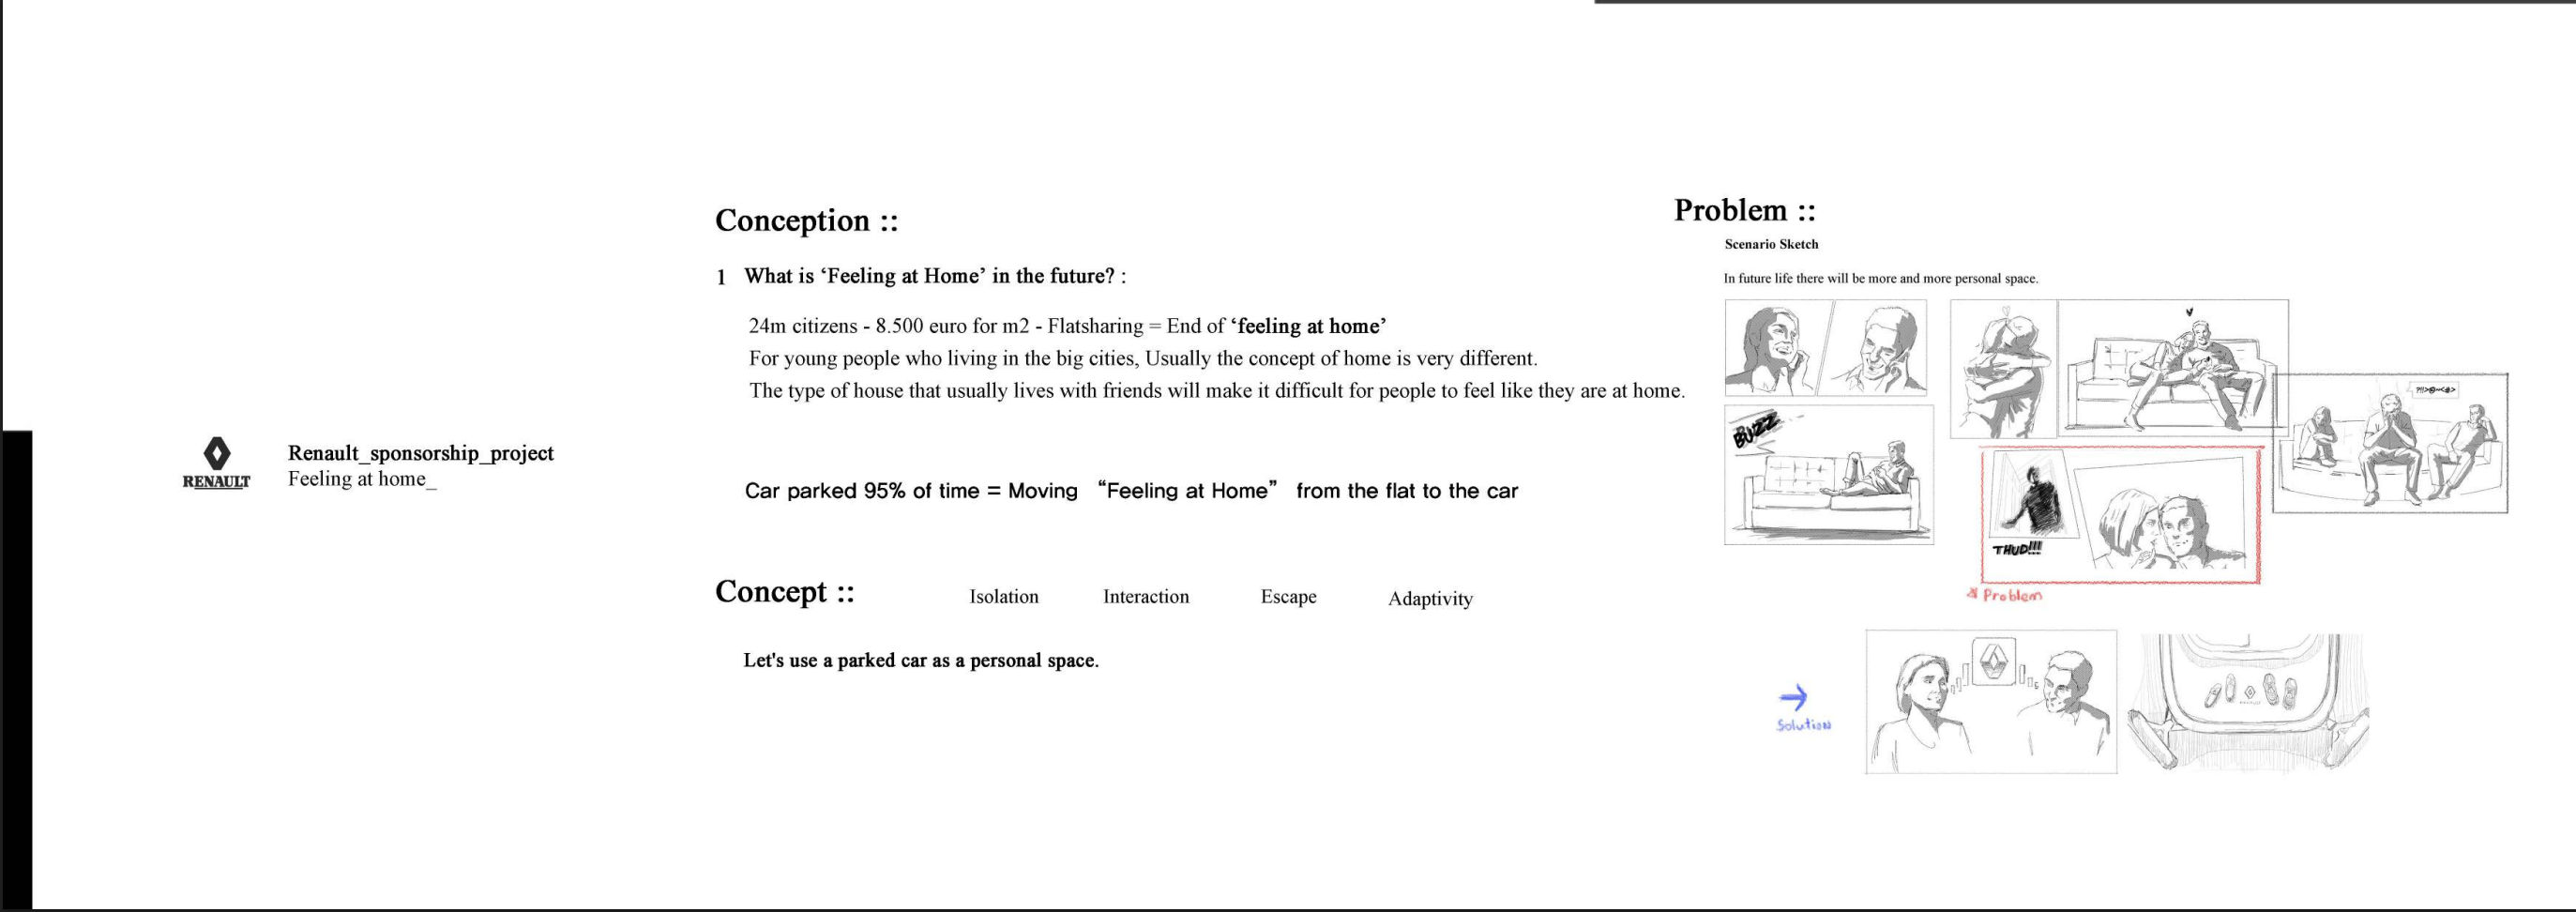 RENAULT
Renault_sponsorship_project
Feeling at home_
Conception ::
1 What is ‘Feeling at Home’ in the future? :
24m citizens - 8.500 euro for m2 - Flatsharing = End of ‘feeling at home’
For young people who living in the big cities, Usually the concept of home is very different.
The type of house that usually lives with friends will make it difficult for people to feel like they are at home.
Car parked 95% of time = Moving “Feeling at Home” from the flat to the car
Concept :: Isolation Interaction Escape Adaptivity
Let's use a parked car as a personal space.
Problem ::
Scenario Sketch
In future life there will be more and more personal space.
BUZZ
THUD!!!
Problem
Solution